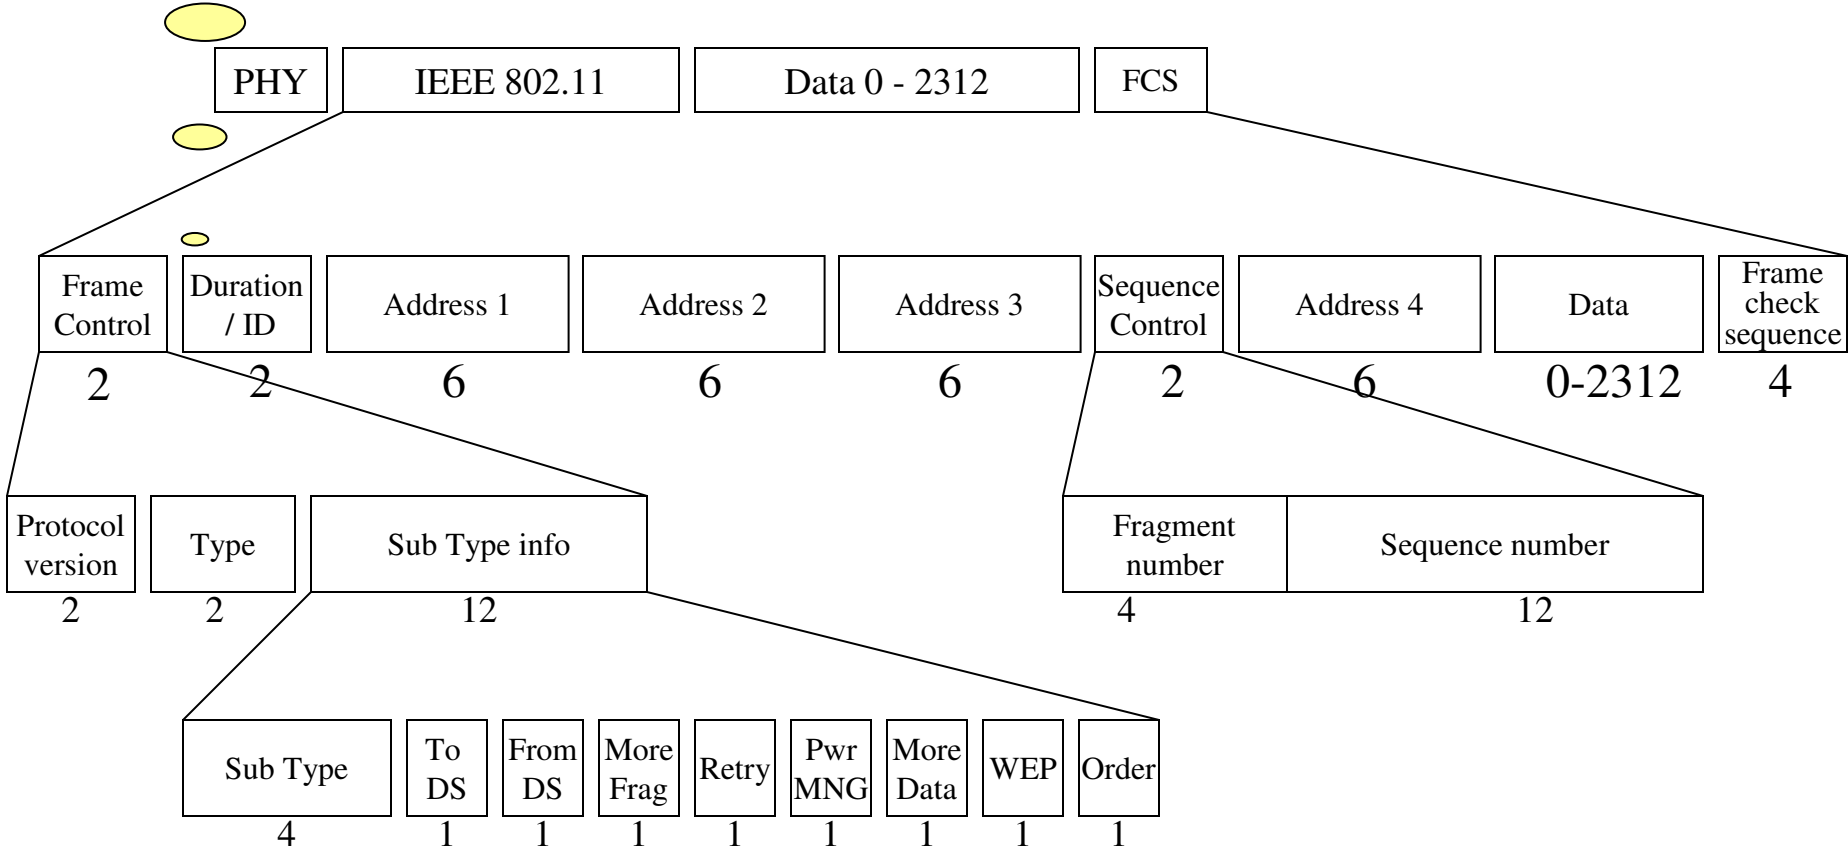 PHY
IEEE 802.11
Data 0 - 2312
FCS
Frame
Control
Duration
/ ID
Address 1
Address 2
Address 3
Sequence
Control
Address 4
Data
Frame
check
sequence
2
2
6
6
6
2
6
0-2312
4
Protocol
version
Type
Sub Type info
Fragment
number
Sequence number
2
2
12
4
12
Sub Type
To
DS
From
DS
More
Frag
Retry
Pwr
MNG
More
Data
WEP
Order
4
1
1
1
1
1
1
1
1